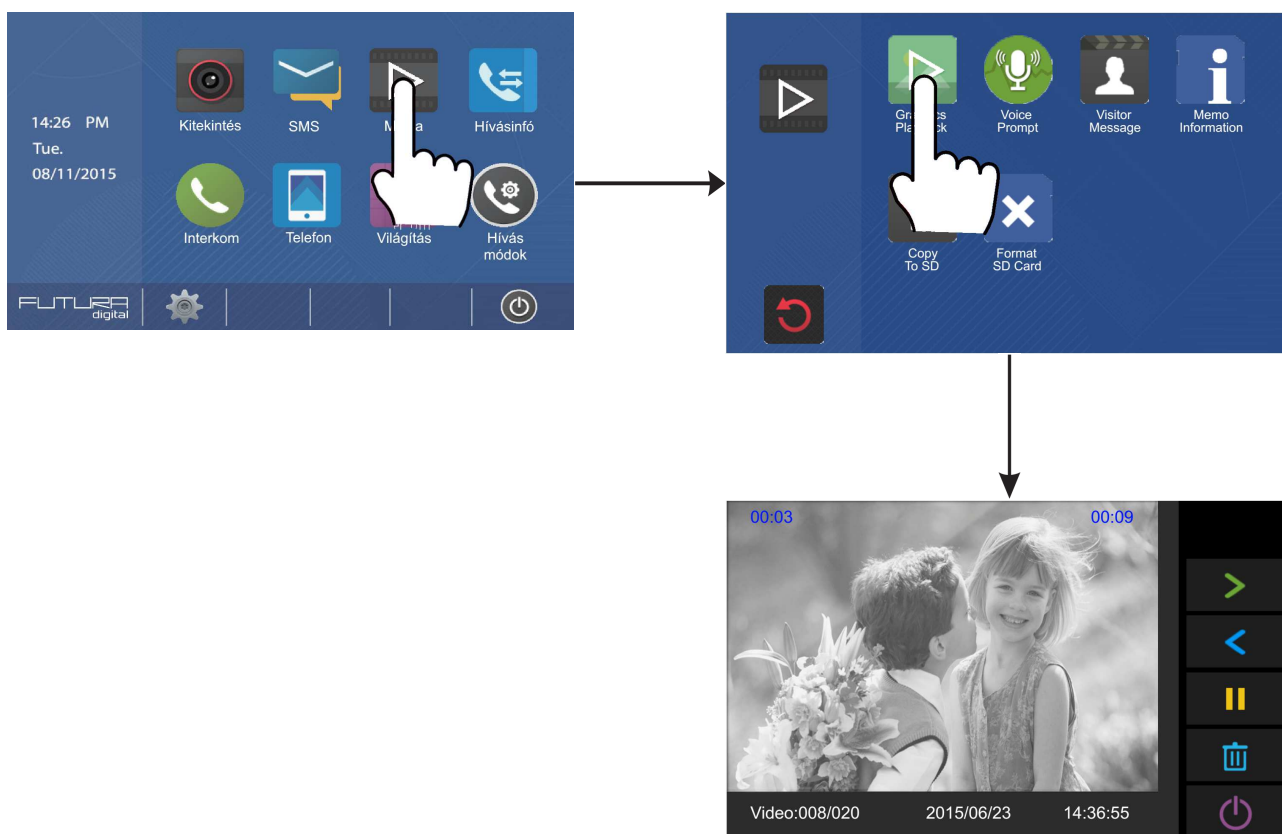 14:26 PM
Tue.
08/11/2015
Kitekintés
SMS
Hívásinfó
Interkom
Telefon
Világítás
Hívás
módok
FUTURA
digital
Voice
Prompt
Visitor
Message
Memo
Information
Copy
To SD
Format
SD Card
00:03
00:09
Video:008/020
2015/06/23
14:36:55